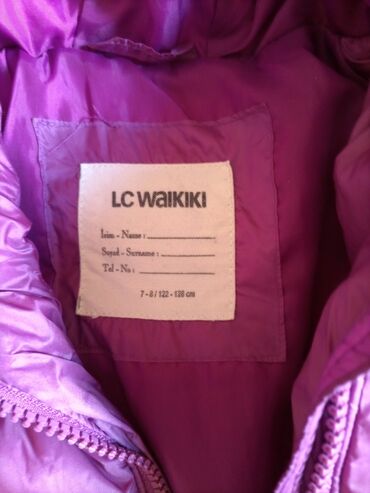 LC WAIKIKI
İsim - Name :
Soyad - Surname :
Tel - No :
7 - 8 / 122 - 128 cm